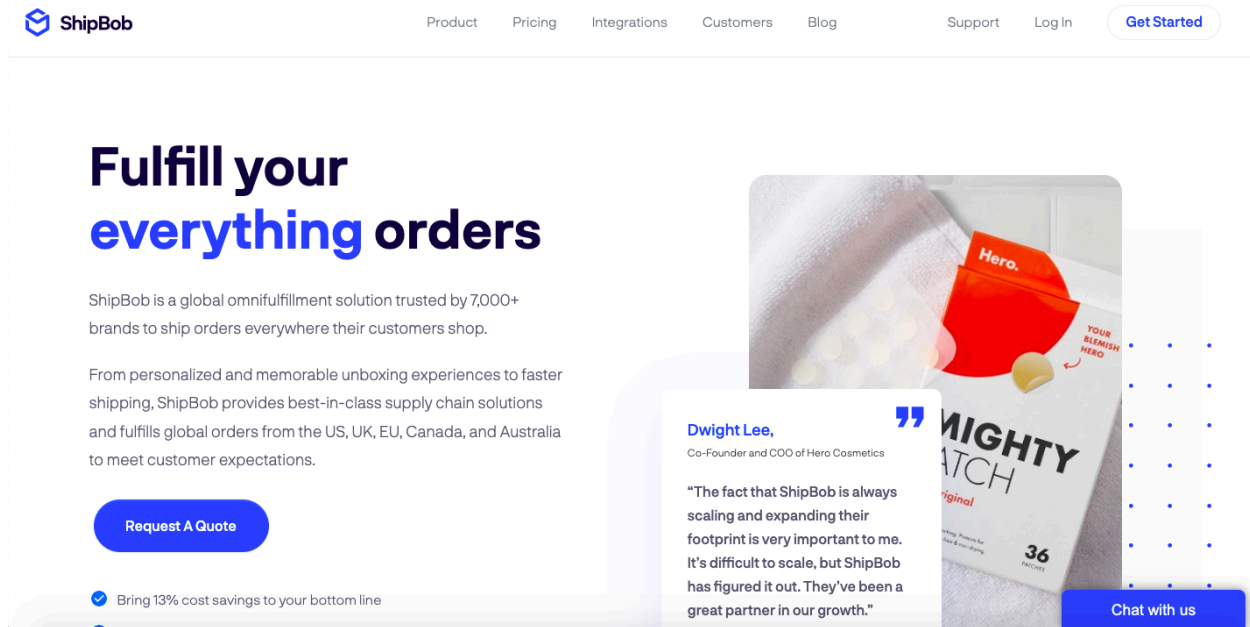 ShipBob
Product
Pricing
Integrations
Customers
Blog
Support
Log In
Get Started
Fulfill your
everything orders
ShipBob is a global omnifulfillment solution trusted by 7,000+
brands to ship orders everywhere their customers shop.
From personalized and memorable unboxing experiences to faster
shipping, ShipBob provides best-in-class supply chain solutions
and fulfills global orders from the US, UK, EU, Canada, and Australia
to meet customer expectations.
Request A Quote
Bring 13% cost savings to your bottom line
Hero.
YOUR
BLEMISH
HERO
MIGHTY
PATCH
36
PATCHES
Dwight Lee,
Co-Founder and COO of Hero Cosmetics
“The fact that ShipBob is always
scaling and expanding their
footprint is very important to me.
It’s difficult to scale, but ShipBob
has figured it out. They’ve been a
great partner in our growth.”
Chat with us